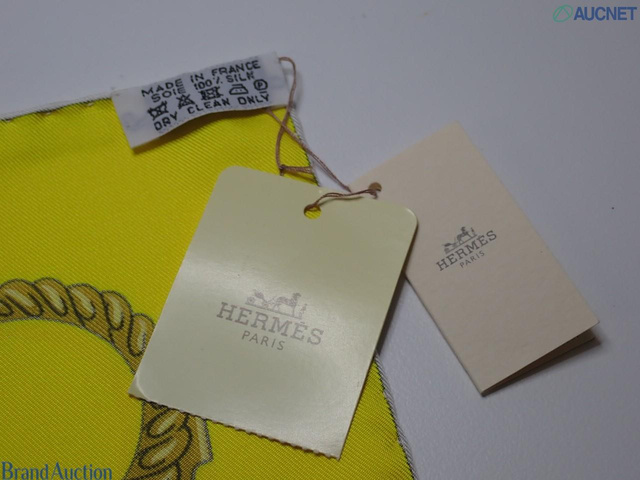 AUCNET
MADE IN FRANCE
SOIE 100% SILK
P
DRY CLEAN ONLY
HERMÈS
PARIS
HERMÈS
PARIS
Brand Auction